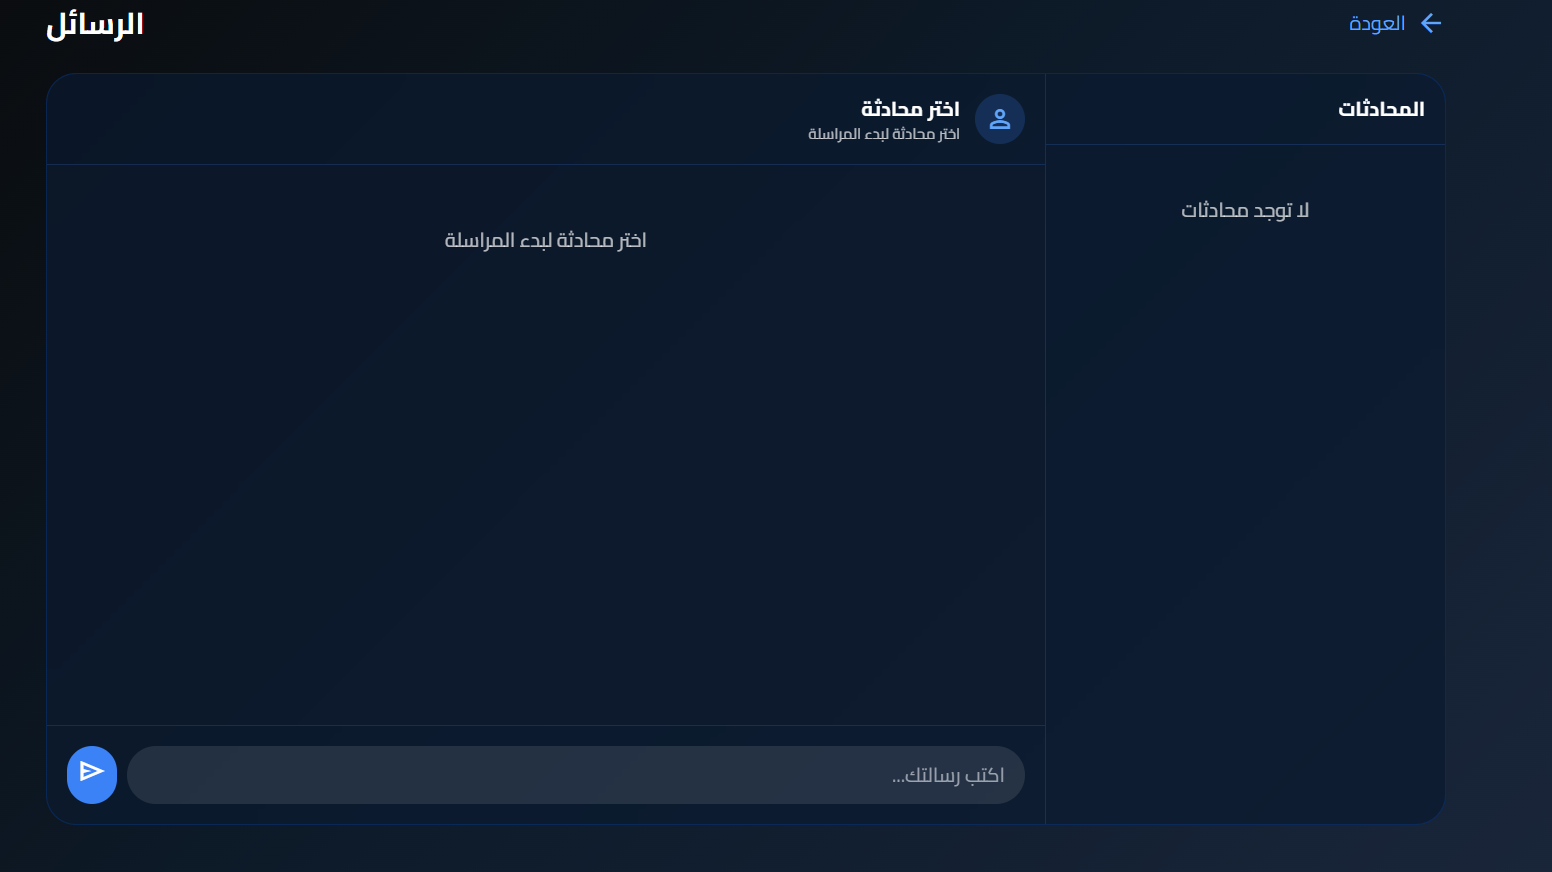 العودة
الرسائل
المحادثات
لا توجد محادثات
اختر محادثة
اختر محادثة لبدء المراسلة
اختر محادثة لبدء المراسلة
اكتب رسالتك...